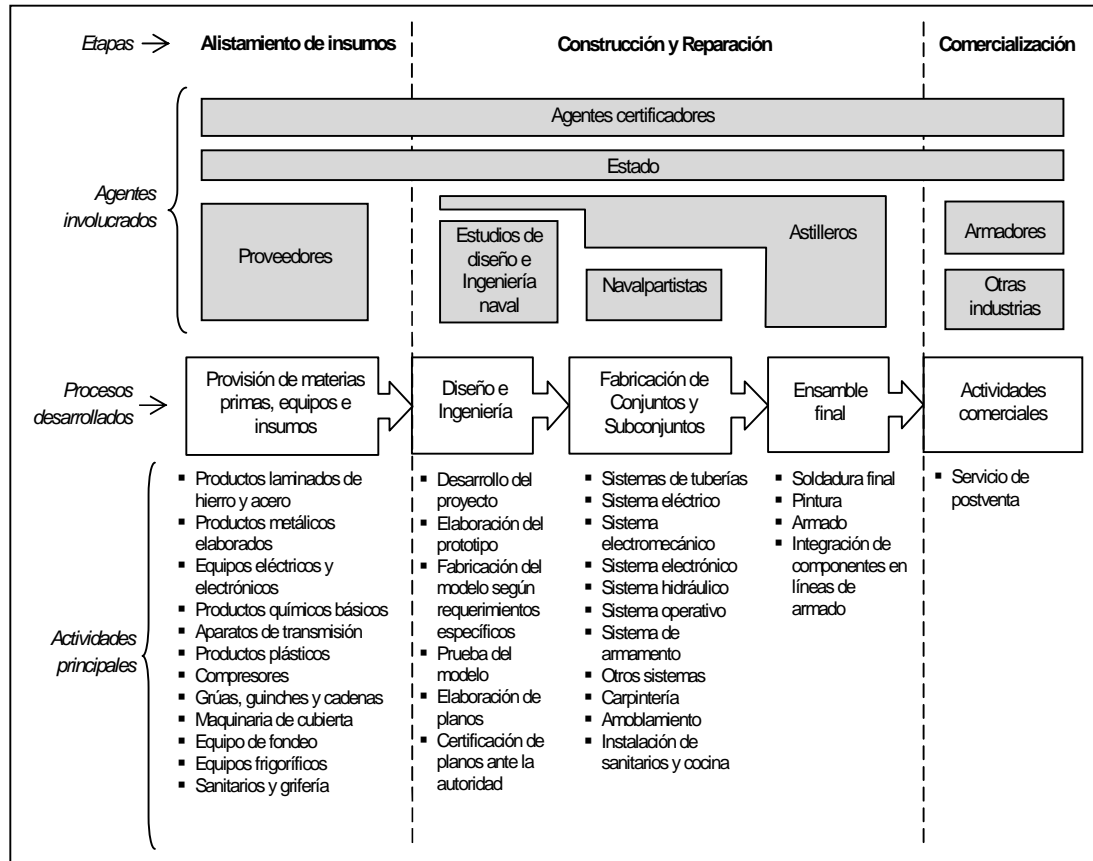 Etapas
Alistamiento de insumos
Construcción y Reparación
Comercialización
Agentes
involucrados
Agentes certificadores
Estado
Proveedores
Estudios de
diseño e
Ingeniería
naval
Navalpartistas
Astilleros
Armadores
Otras
industrias
Procesos
desarrollados
Provisión de materias
primas, equipos e
insumos
Diseño e
Ingeniería
Fabricación de
Conjuntos y
Subconjuntos
Ensamble
final
Actividades
comerciales
Actividades
principales
▪ Productos laminados de
hierro y acero
▪ Productos metálicos
elaborados
▪ Equipos eléctricos y
electrónicos
▪ Productos químicos básicos
▪ Aparatos de transmisión
▪ Productos plásticos
▪ Compresores
▪ Grúas, guinches y cadenas
▪ Maquinaria de cubierta
▪ Equipo de fondeo
▪ Equipos frigoríficos
▪ Sanitarios y grifería
▪ Desarrollo del
proyecto
▪ Elaboración del
prototipo
▪ Fabricación del
modelo según
requerimientos
específicos
▪ Prueba del
modelo
▪ Elaboración de
planos
▪ Certificación de
planos ante la
autoridad
▪ Sistemas de tuberías
▪ Sistema eléctrico
▪ Sistema
electromecánico
▪ Sistema electrónico
▪ Sistema hidráulico
▪ Sistema operativo
▪ Sistema de
armamento
▪ Otros sistemas
▪ Carpintería
▪ Amoblamiento
▪ Instalación de
sanitarios y cocina
▪ Soldadura final
▪ Pintura
▪ Armado
▪ Integración de
componentes en
líneas de
armado
▪ Servicio de
postventa